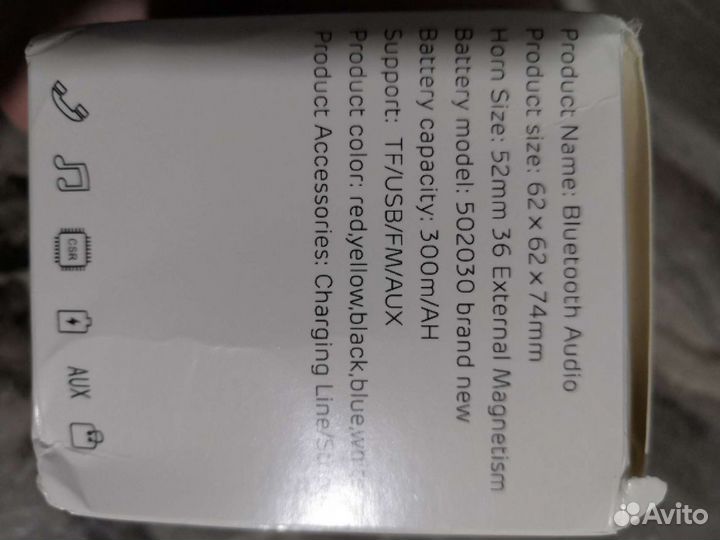 Product Name: Bluetooth Audio
Product size: 62×62×74mm
Horn Size: 52mm 36 External Magnetism
Battery model: 502030 brand new
Battery capacity: 300m/AH
Support: TF/USB/FM/AUX
Product color: red,yellow,black,blue,
Product Accessories: Charging Line/
CSR
AUX
Avito